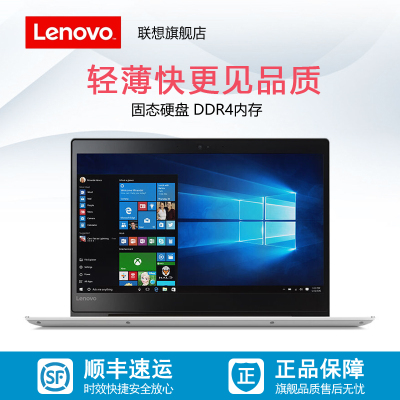 Lenovo
联想旗舰店
轻薄快更见品质
固态硬盘 DDR4内存
Lenovo
SF
顺丰速运
时效快捷安全放心
正
正品保障
旗舰品质售后无忧